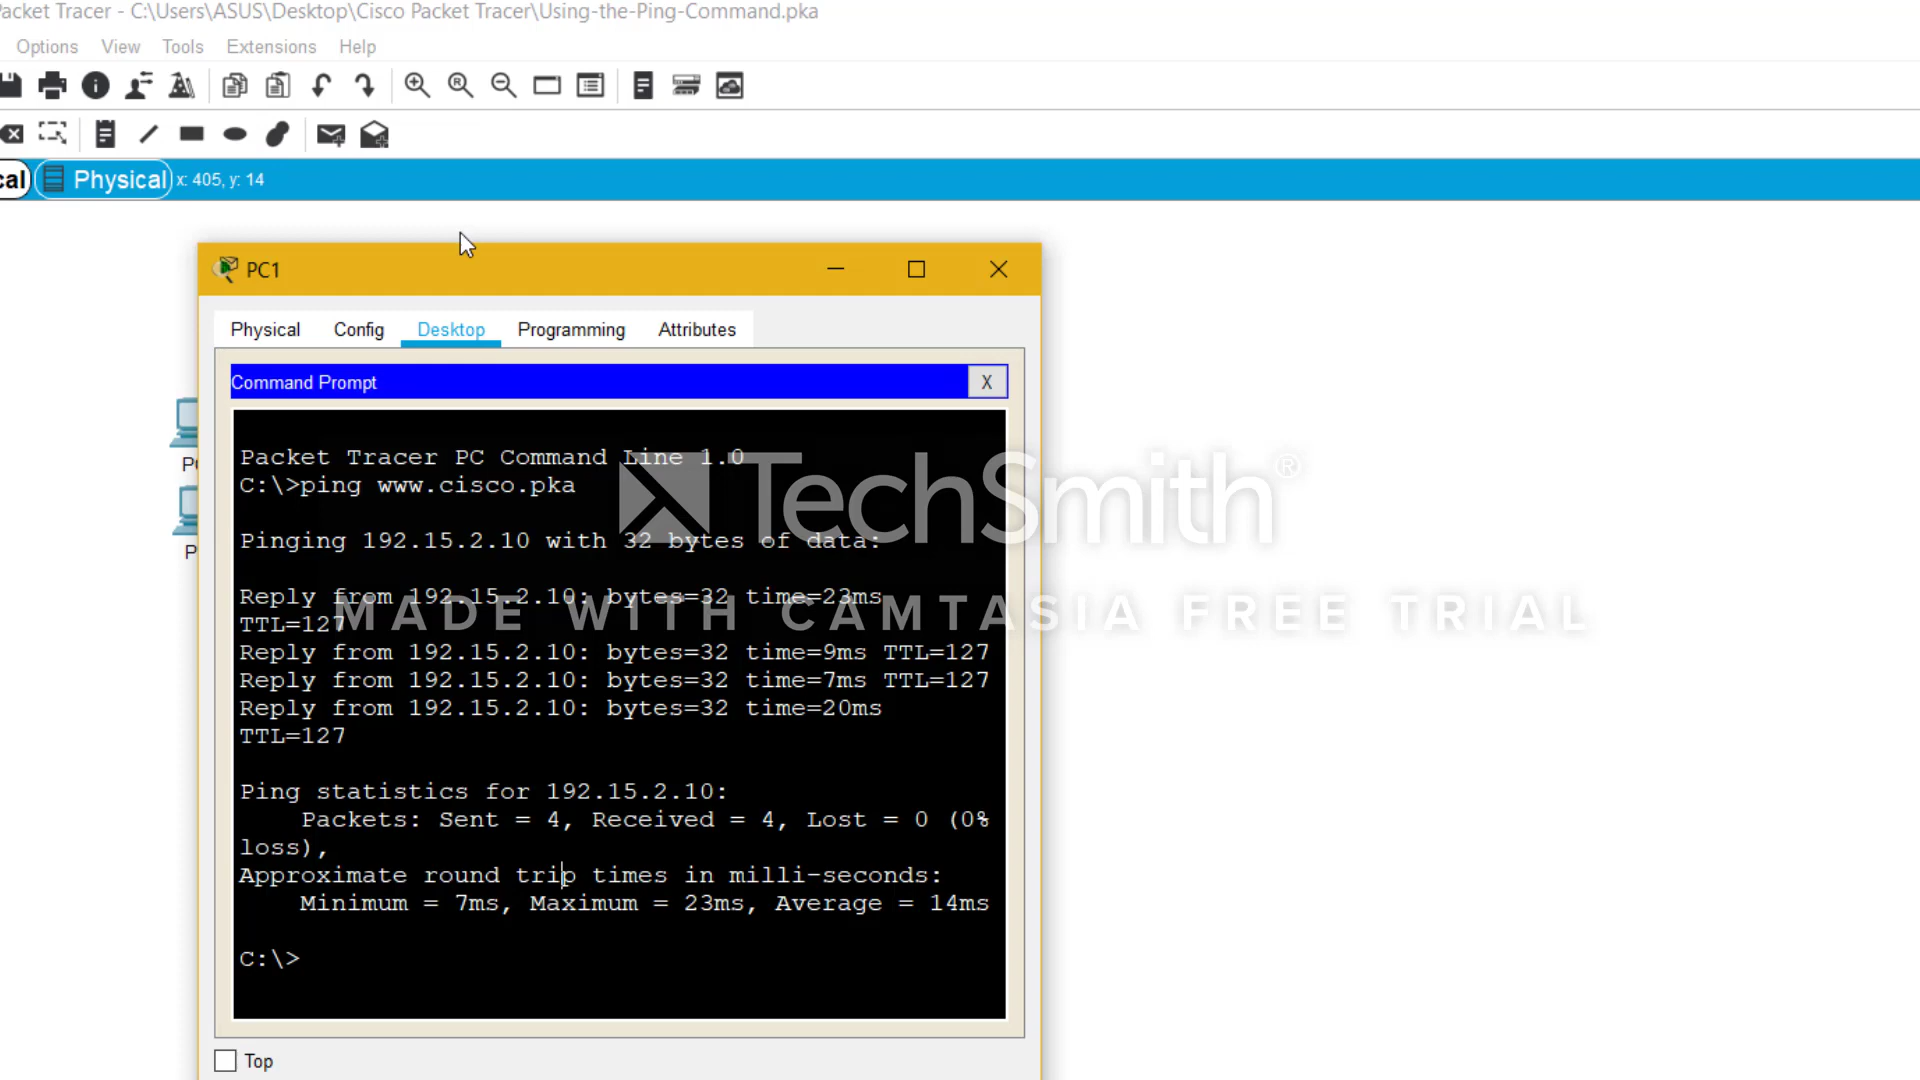 acket Tracer - C:\Users\ASUS\Desktop\Cisco Packet Tracer\Using-the-Ping-Command.pka
Options View Tools Extensions Help
cal Physical x: 405, y: 14
PC1
Physical Config Desktop Programming Attributes
Command Prompt X
Packet Tracer PC Command Line 1.0
C:\>ping www.cisco.pka
Pinging 192.15.2.10 with 32 bytes of data:
Reply from 192.15.2.10: bytes=32 time=23ms
TTL=127
Reply from 192.15.2.10: bytes=32 time=9ms TTL=127
Reply from 192.15.2.10: bytes=32 time=7ms TTL=127
Reply from 192.15.2.10: bytes=32 time=20ms
TTL=127
Ping statistics for 192.15.2.10:
Packets: Sent = 4, Received = 4, Lost = 0 (0%
loss),
Approximate round trip times in milli-seconds:
Minimum = 7ms, Maximum = 23ms, Average = 14ms
C:\>
Top
TechSmith®
MADE WITH CAMTASIA FREE TRIAL